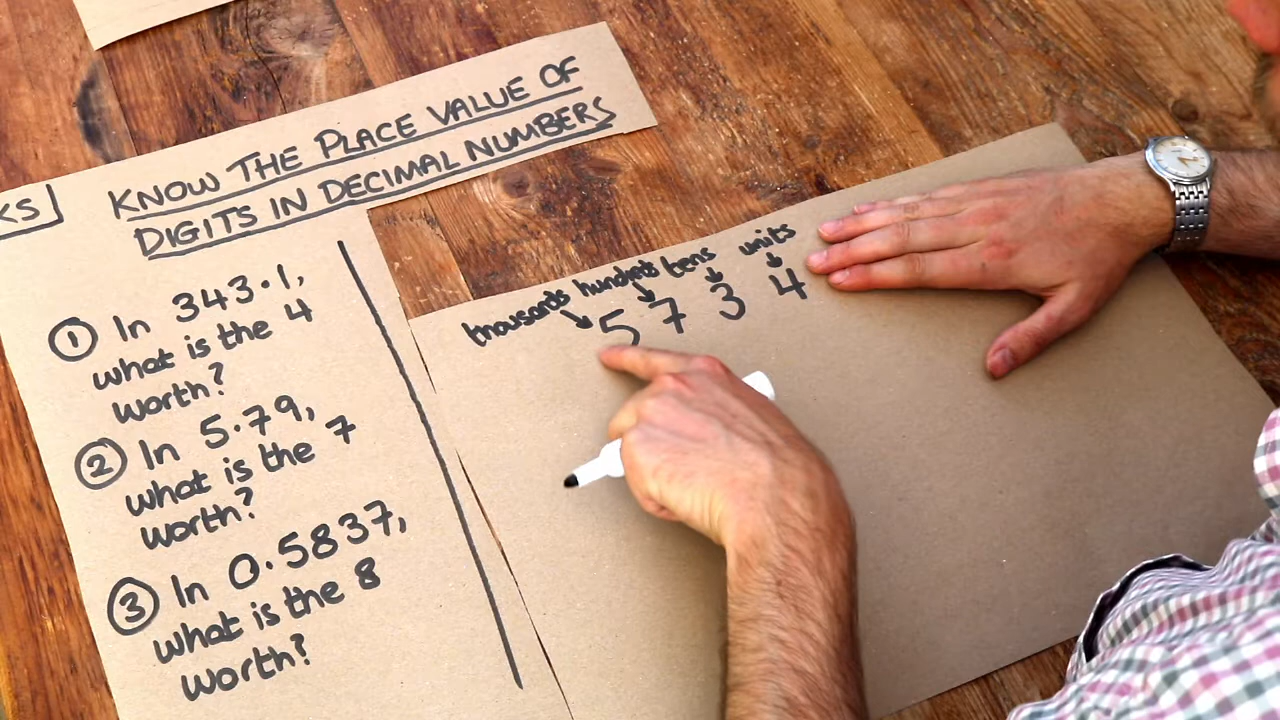 KS
KNOW THE PLACE VALUE OF
DIGITS IN DECIMAL NUMBERS
① In 343·1,
what is the 4
worth?
② In 5·79,
what is the 7
worth?
③ In 0·5837,
what is the 8
worth?
thousands hundreds tens units
5 7 3 4